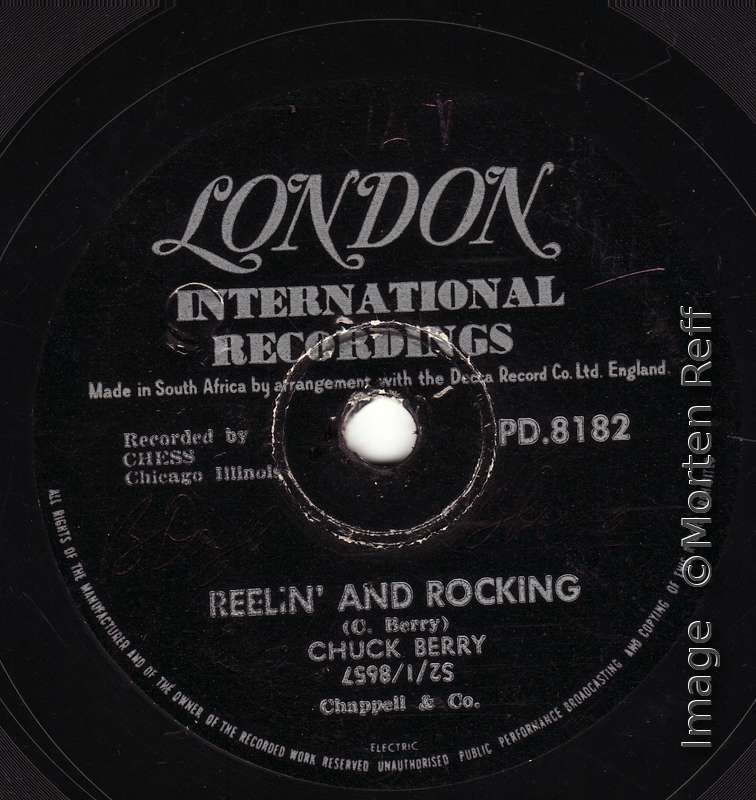 LONDON
INTERNATIONAL
RECORDINGS
Made in South Africa by arrangement with the Decca Record Co. Ltd. England.
Recorded by
CHESS
Chicago Illinois
PD.8182
REELIN' AND ROCKING
(C. Berry)
CHUCK BERRY
SZ/1/8657
Chappell & Co.
ELECTRIC
ALL RIGHTS OF THE MANUFACTURER AND OF THE OWNER OF THE RECORDED WORK RESERVED UNAUTHORISED PUBLIC PERFORMANCE BROADCASTING AND COPYING OF THE
Image © Morten Reff